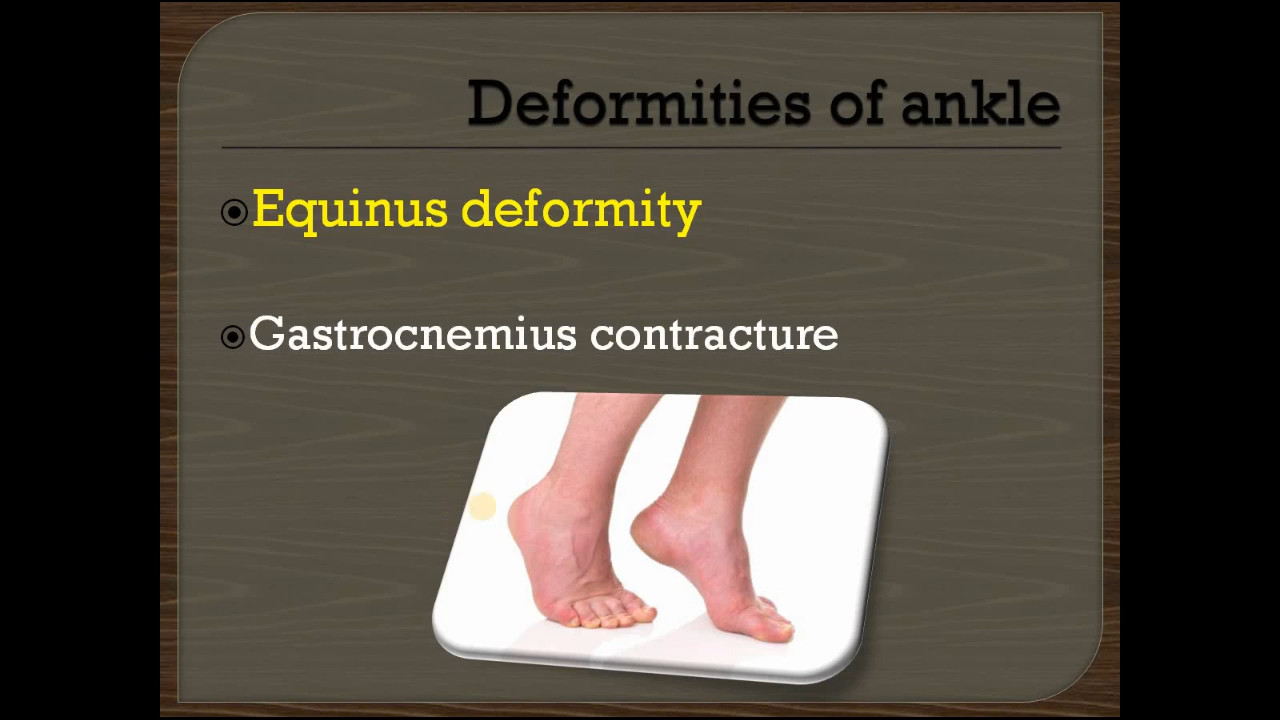 Deformities of ankle
Equinus deformity
Gastrocnemius contracture